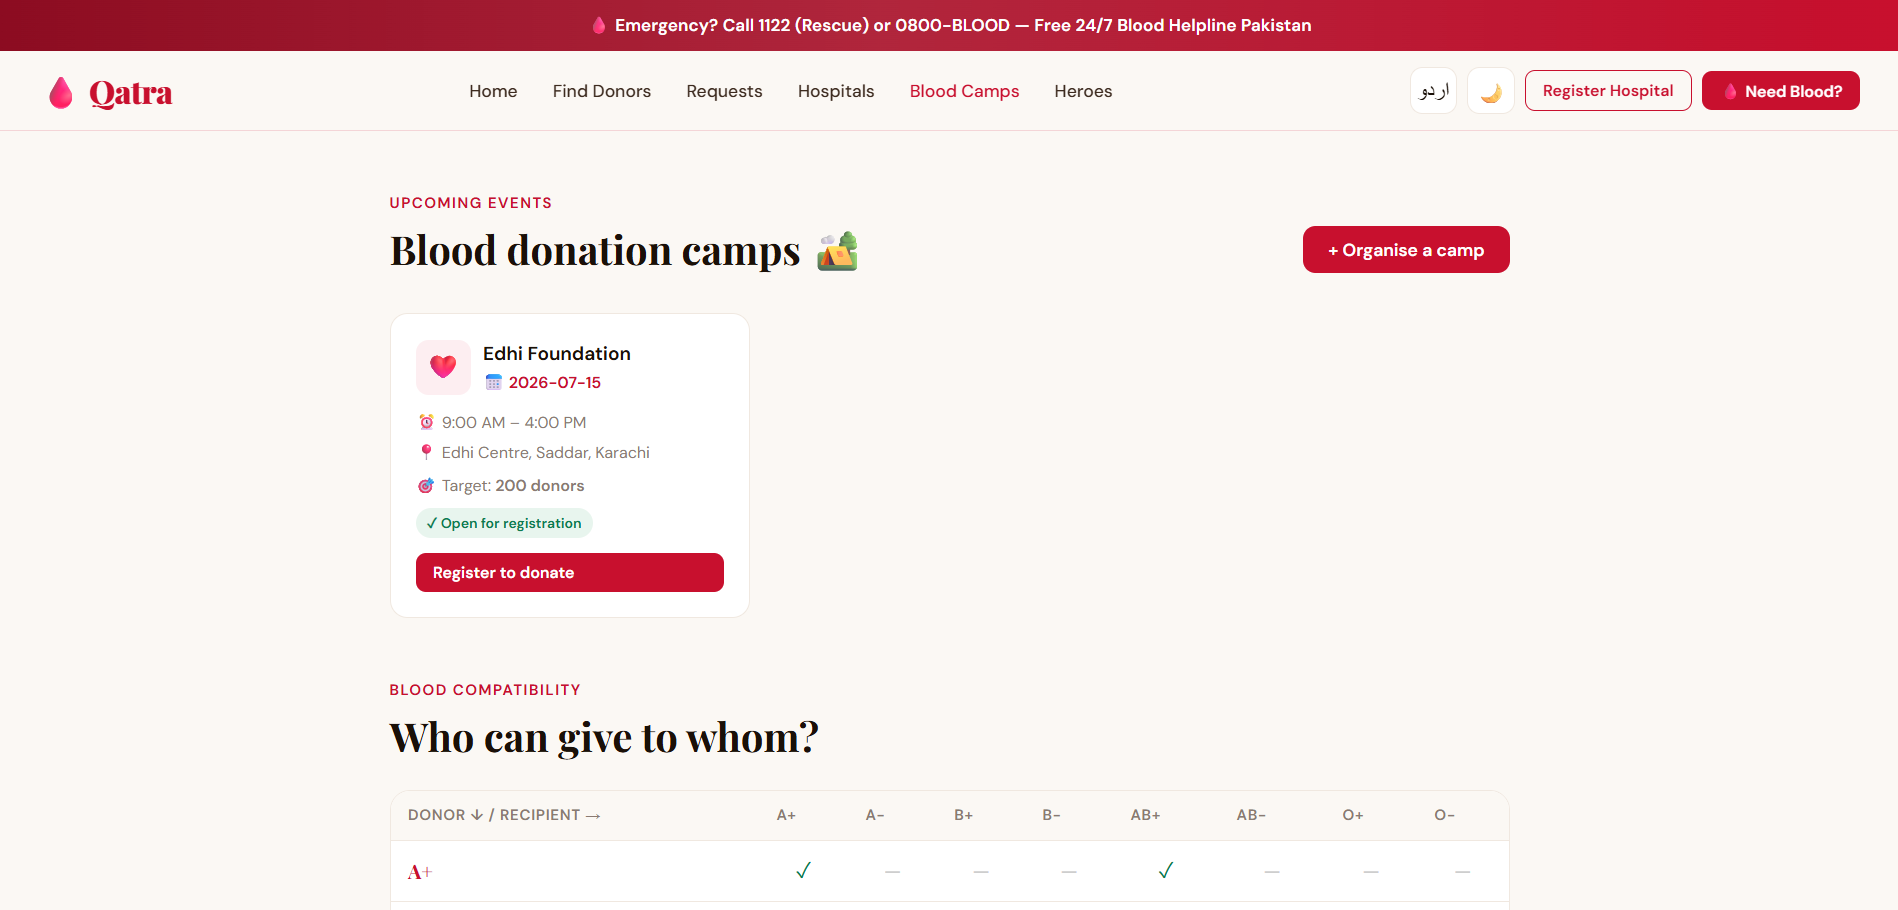 🩸 Emergency? Call 1122 (Rescue) or 0800-BLOOD — Free 24/7 Blood Helpline Pakistan
Qatra
Home Find Donors Requests Hospitals Blood Camps Heroes
اردو
Register Hospital
🩸 Need Blood?
UPCOMING EVENTS
Blood donation camps 🏕️
+ Organise a camp
Edhi Foundation
2026-07-15
9:00 AM – 4:00 PM
Edhi Centre, Saddar, Karachi
Target: 200 donors
✓ Open for registration
Register to donate
BLOOD COMPATIBILITY
Who can give to whom?
DONOR ↓ / RECIPIENT → A+ A− B+ B− AB+ AB− O+ O−
A+ ✓ — — — ✓ — — —